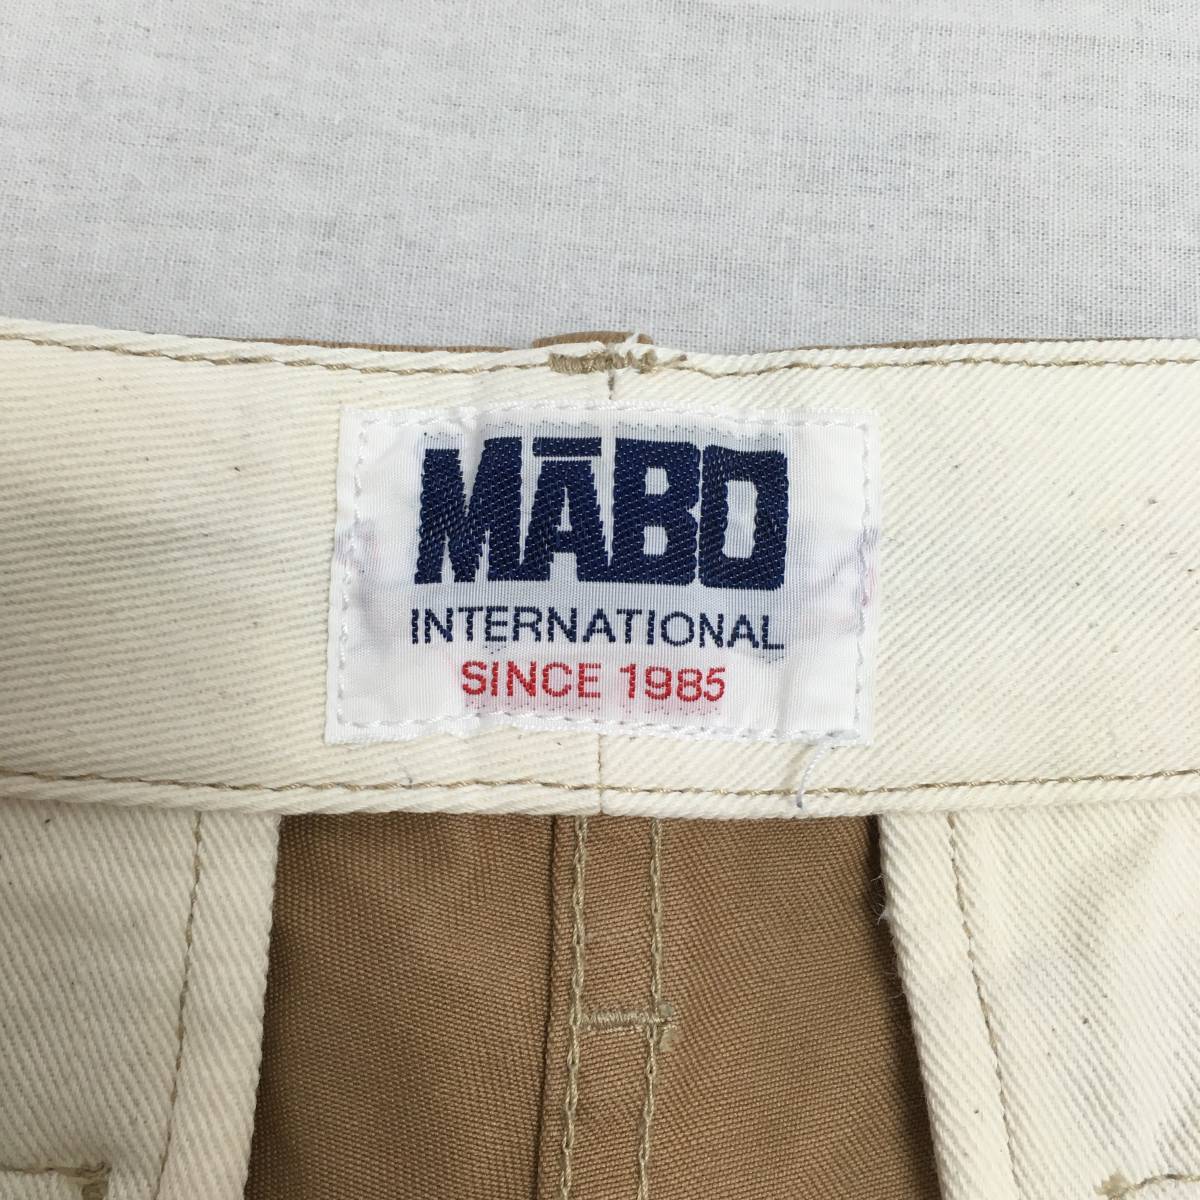 MĀBO
INTERNATIONAL
SINCE 1985